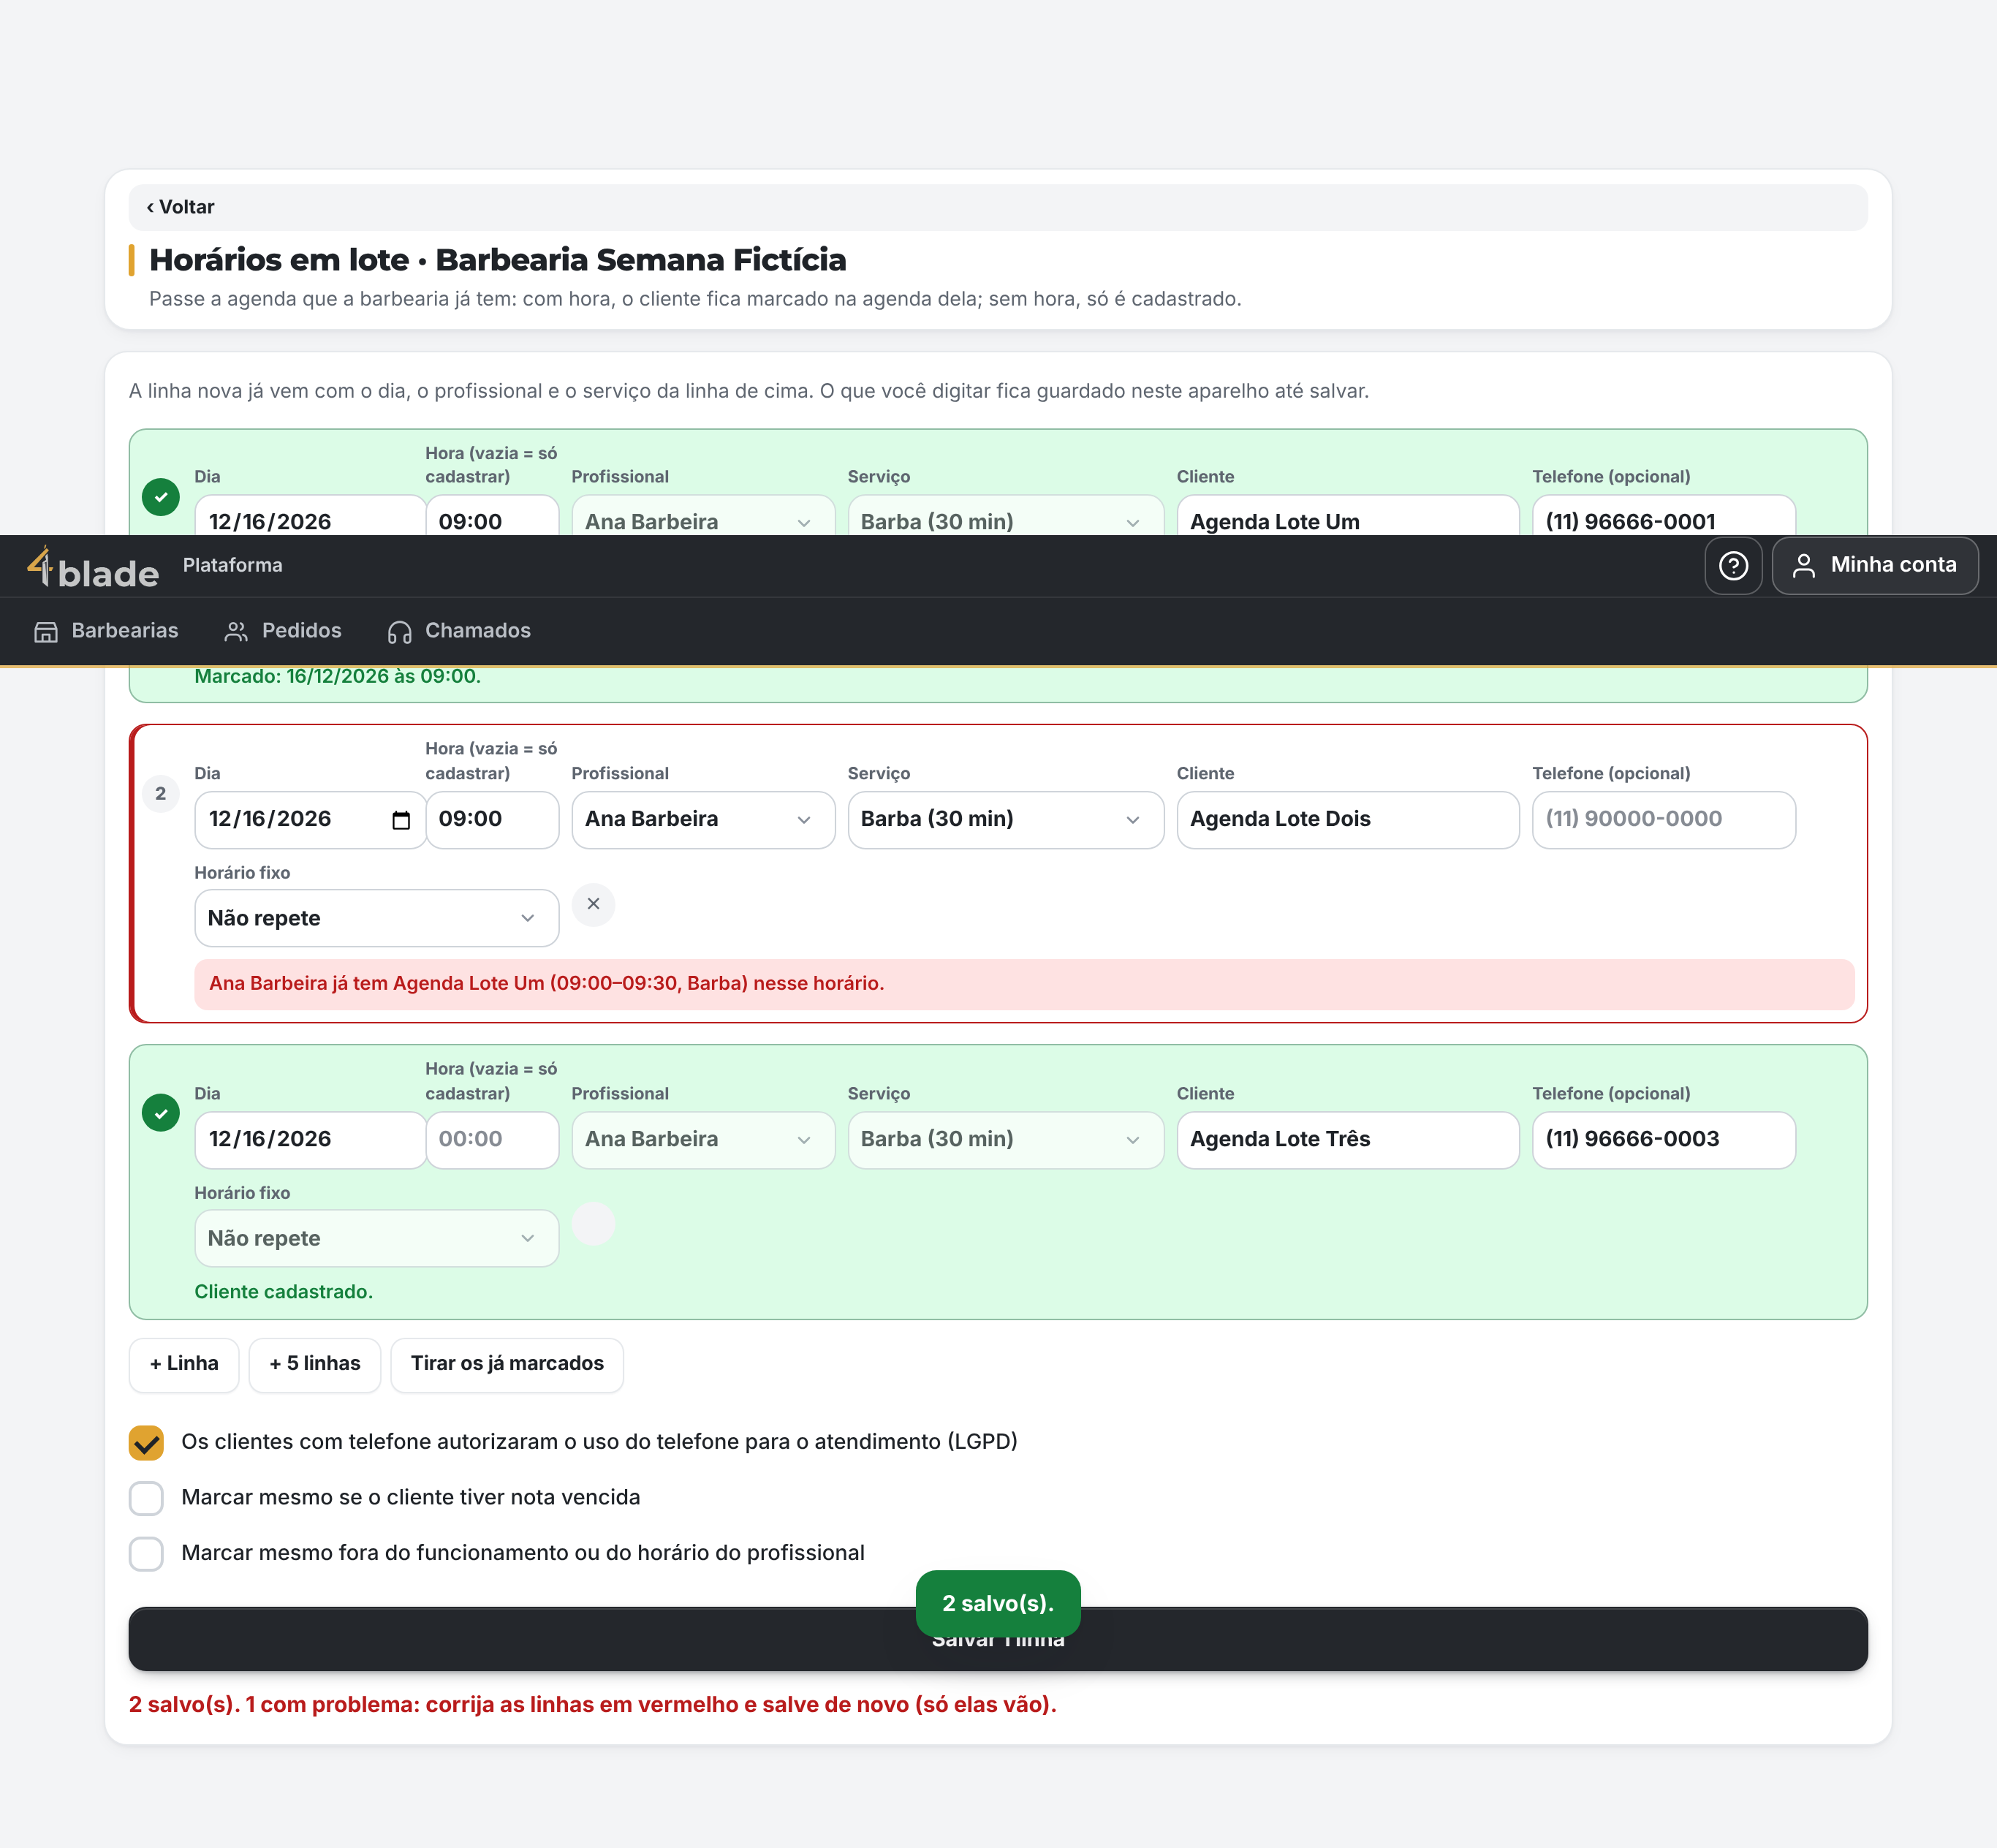 ‹ Voltar
Horários em lote · Barbearia Semana Fictícia
Passe a agenda que a barbearia já tem: com hora, o cliente fica marcado na agenda dela; sem hora, só é cadastrado.
A linha nova já vem com o dia, o profissional e o serviço da linha de cima. O que você digitar fica guardado neste aparelho até salvar.
Dia
Hora (vazia = só cadastrar)
Profissional
Serviço
Cliente
Telefone (opcional)
12/16/2026
09:00
Ana Barbeira
Barba (30 min)
Agenda Lote Um
(11) 96666-0001
4blade
Plataforma
Minha conta
Barbearias
Pedidos
Chamados
Marcado: 16/12/2026 às 09:00.
2
Dia
Hora (vazia = só cadastrar)
Profissional
Serviço
Cliente
Telefone (opcional)
12/16/2026
09:00
Ana Barbeira
Barba (30 min)
Agenda Lote Dois
(11) 90000-0000
Horário fixo
Não repete
Ana Barbeira já tem Agenda Lote Um (09:00–09:30, Barba) nesse horário.
Dia
Hora (vazia = só cadastrar)
Profissional
Serviço
Cliente
Telefone (opcional)
12/16/2026
00:00
Ana Barbeira
Barba (30 min)
Agenda Lote Três
(11) 96666-0003
Horário fixo
Não repete
Cliente cadastrado.
+ Linha
+ 5 linhas
Tirar os já marcados
Os clientes com telefone autorizaram o uso do telefone para o atendimento (LGPD)
Marcar mesmo se o cliente tiver nota vencida
Marcar mesmo fora do funcionamento ou do horário do profissional
2 salvo(s).
Salvar 1 linha
2 salvo(s). 1 com problema: corrija as linhas em vermelho e salve de novo (só elas vão).